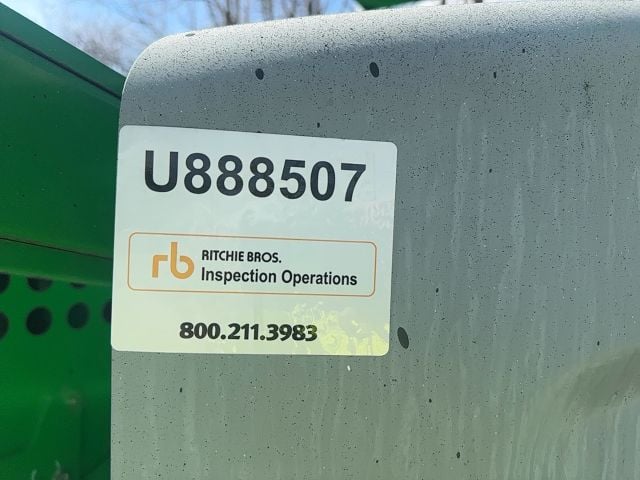 U888507
rb RITCHIE BROS.
Inspection Operations
800.211.3983